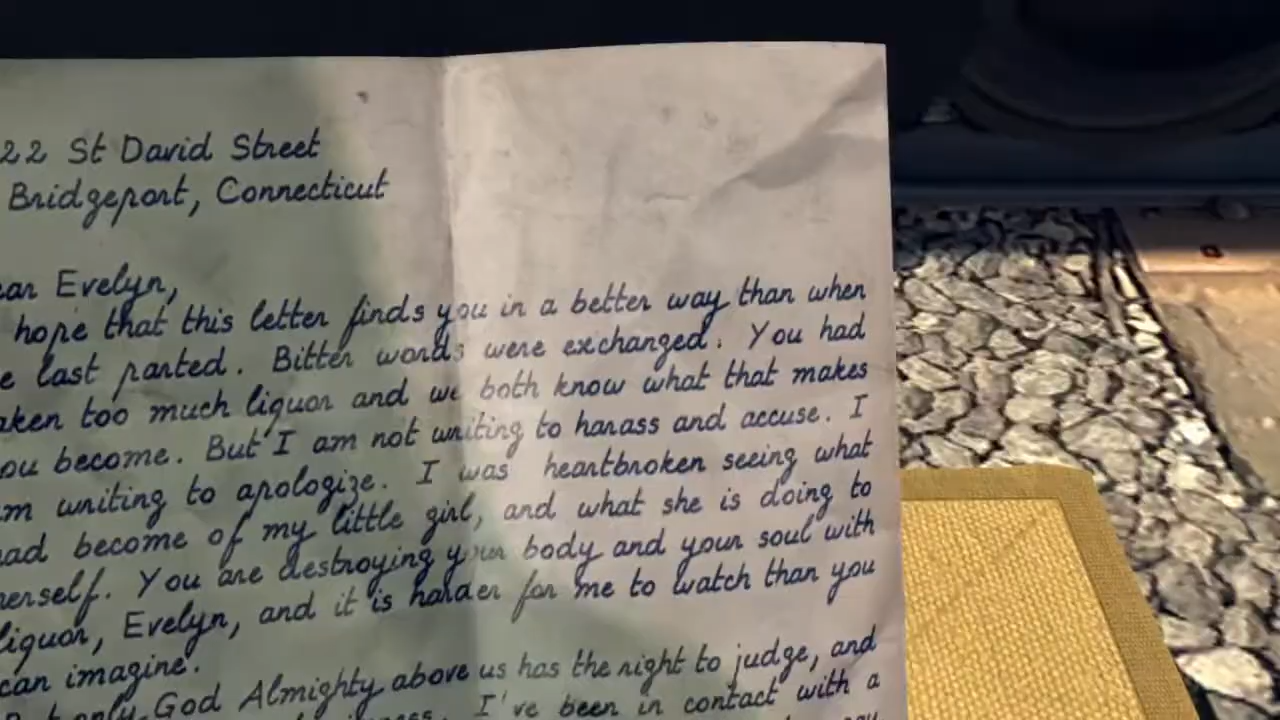 22 St David Street
Bridgeport, Connecticut
ear Evelyn,
hope that this letter finds you in a better way than when
e last parted. Bitter words were exchanged. You had
aken too much liquor and we both know what that makes
ou become. But I am not writing to harass and accuse. I
m writing to apologize. I was heartbroken seeing what
had become of my little girl, and what she is doing to
herself. You are destroying your body and your soul with
liquor, Evelyn, and it is harder for me to watch than you
can imagine.
only God Almighty above us has the right to judge, and
I've been in contact with a